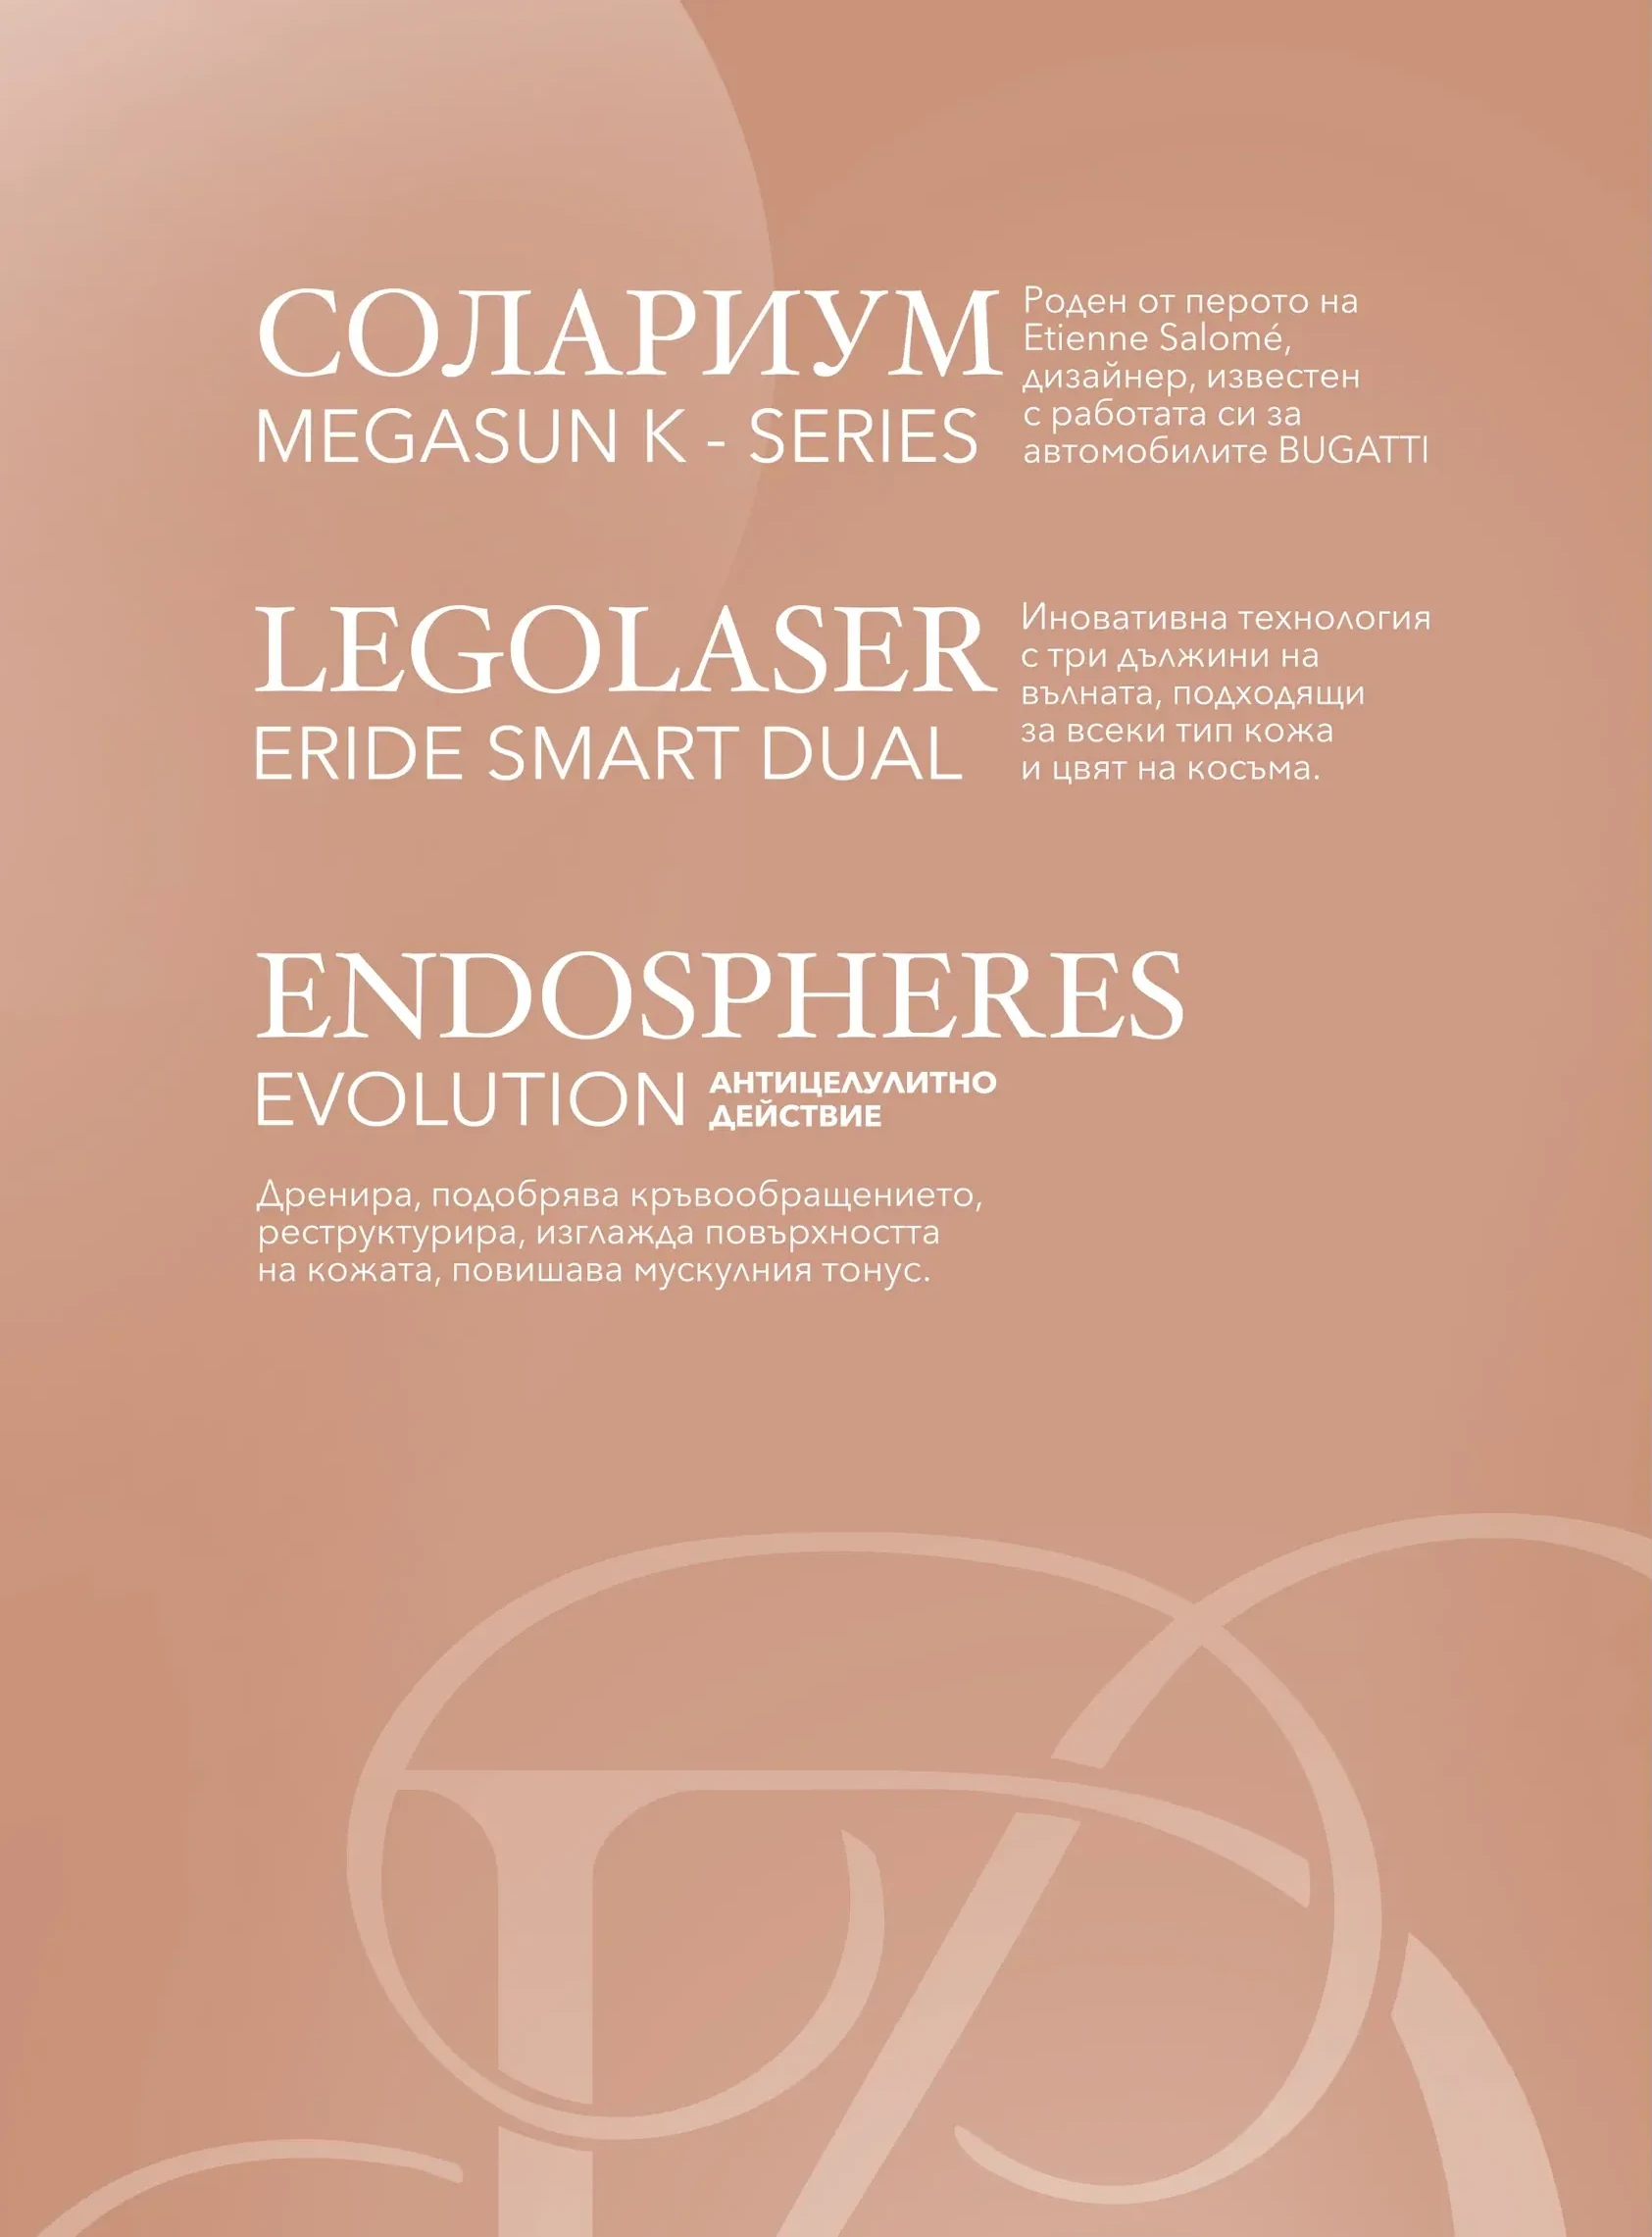 СОЛАРИУМ
MEGASUN K - SERIES
Роден от перото на
Etienne Salomé,
дизайнер, известен
с работата си за
автомобилите BUGATTI
LEGOLASER
ERIDE SMART DUAL
Иновативна технология
с три дължини на
вълната, подходящи
за всеки тип кожа
и цвят на косъма.
ENDOSPHERES
EVOLUTION
АНТИЦЕЛУЛИТНО
ДЕЙСТВИЕ
Дренира, подобрява кръвообращението,
реструктурира, изглажда повърхността
на кожата, повишава мускулния тонус.